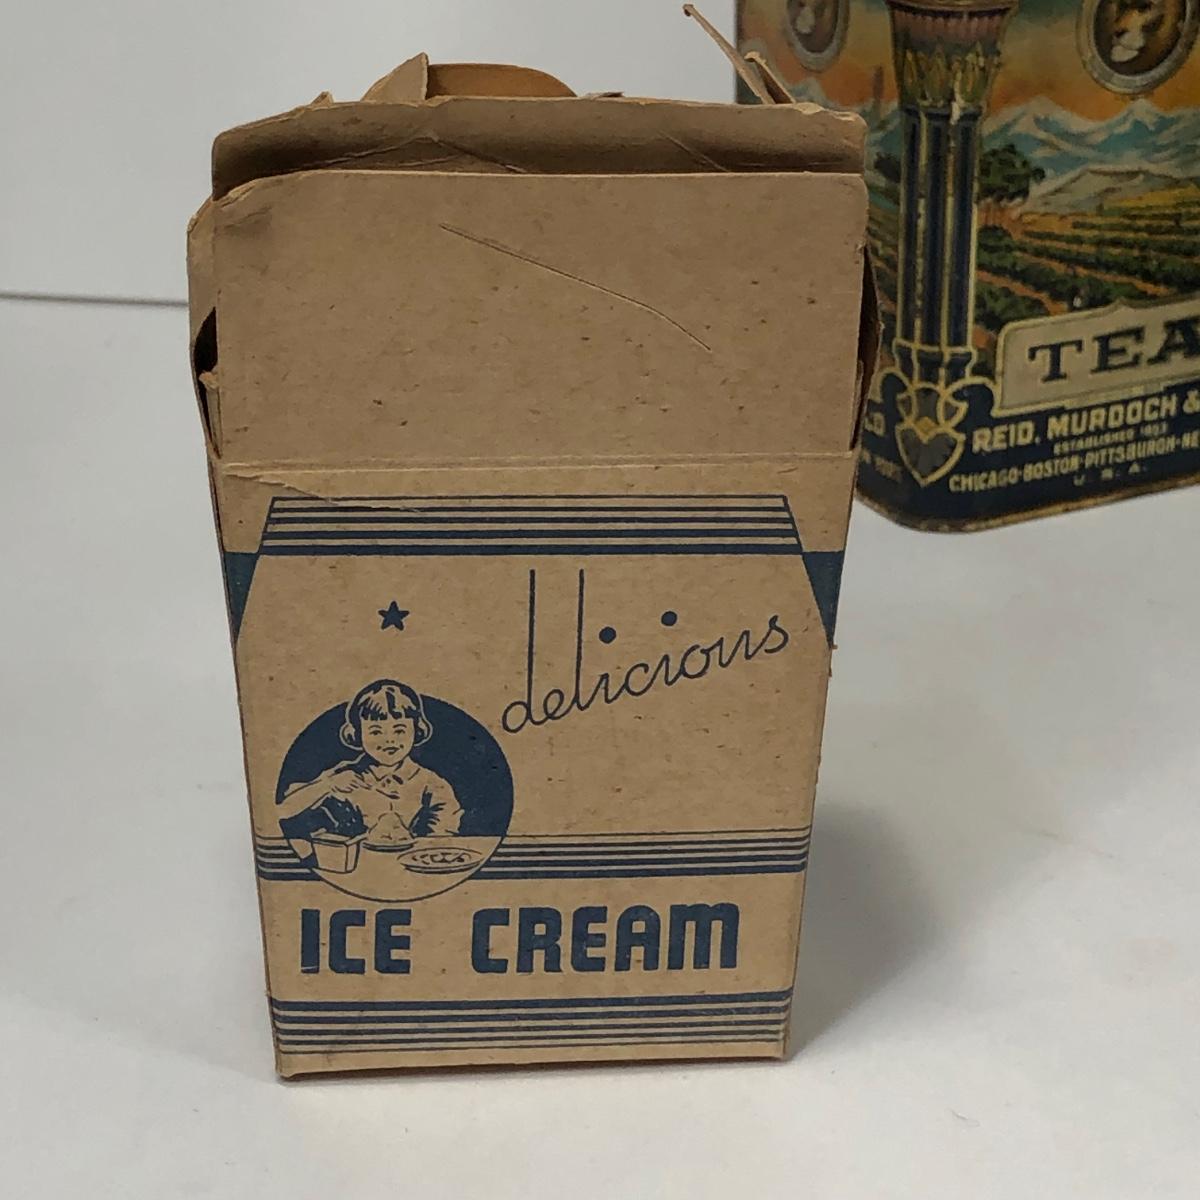 delicious
ICE CREAM
TEA
REID, MURDOCH &
ESTABLISHED 1853
CHICAGO·BOSTON·PITTSBURGH·NE
U. S. A.